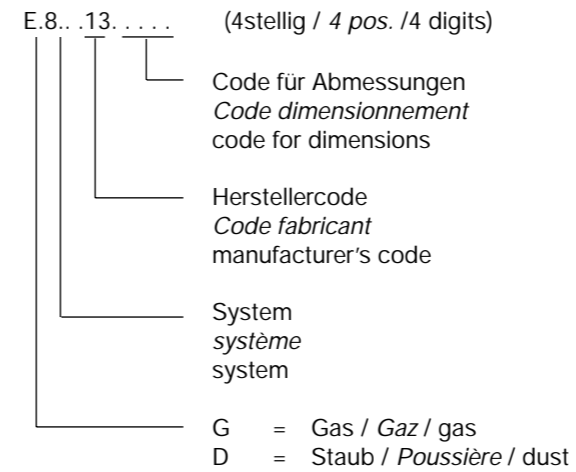 E.8.. .13. . . . . (4stellig / 4 pos. /4 digits)
Code für Abmessungen
Code dimensionnement
code for dimensions
Herstellercode
Code fabricant
manufacturer's code
System
système
system
G = Gas / Gaz / gas
D = Staub / Poussière / dust